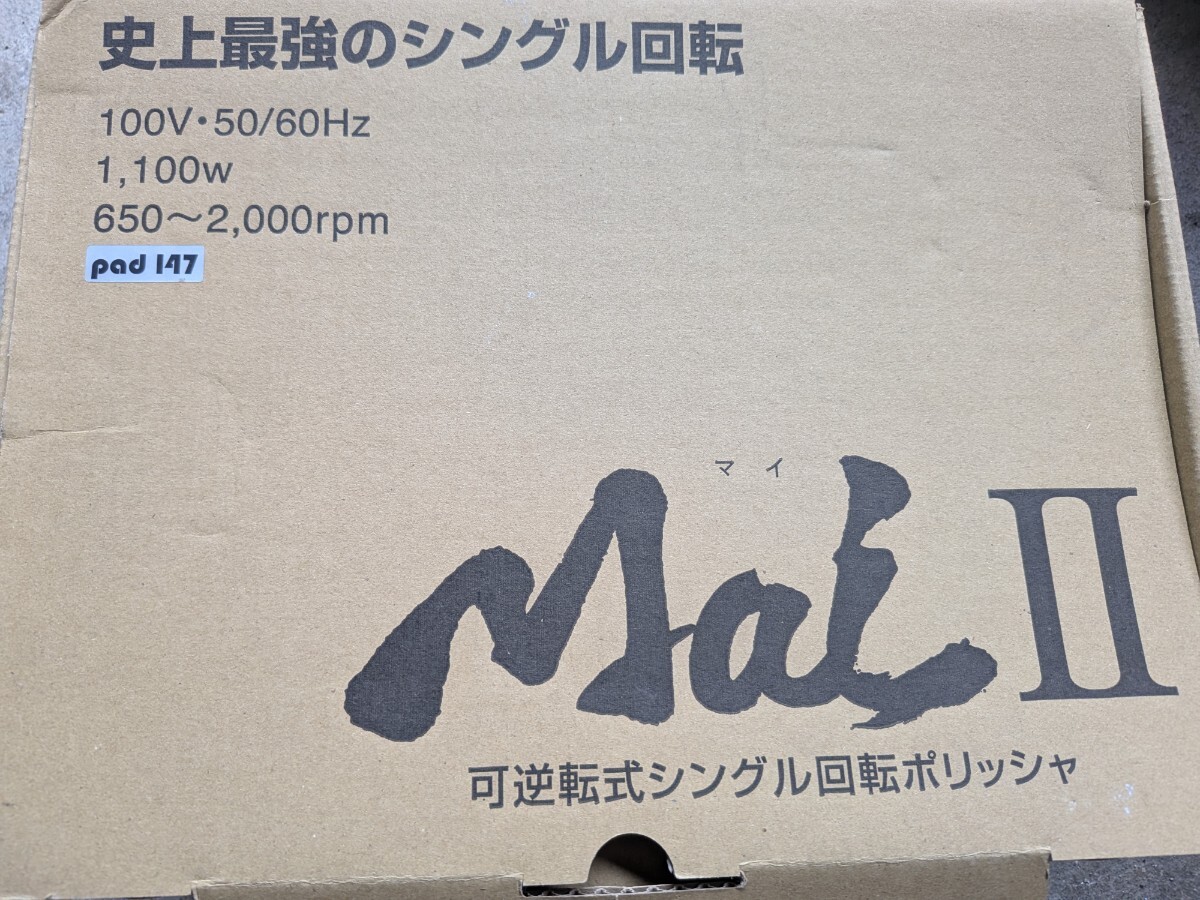 史上最強のシングル回転
100V・50/60Hz
1,100w
650〜2,000rpm
pad 147
マイ
Mai II
可逆転式シングル回転ポリッシャ